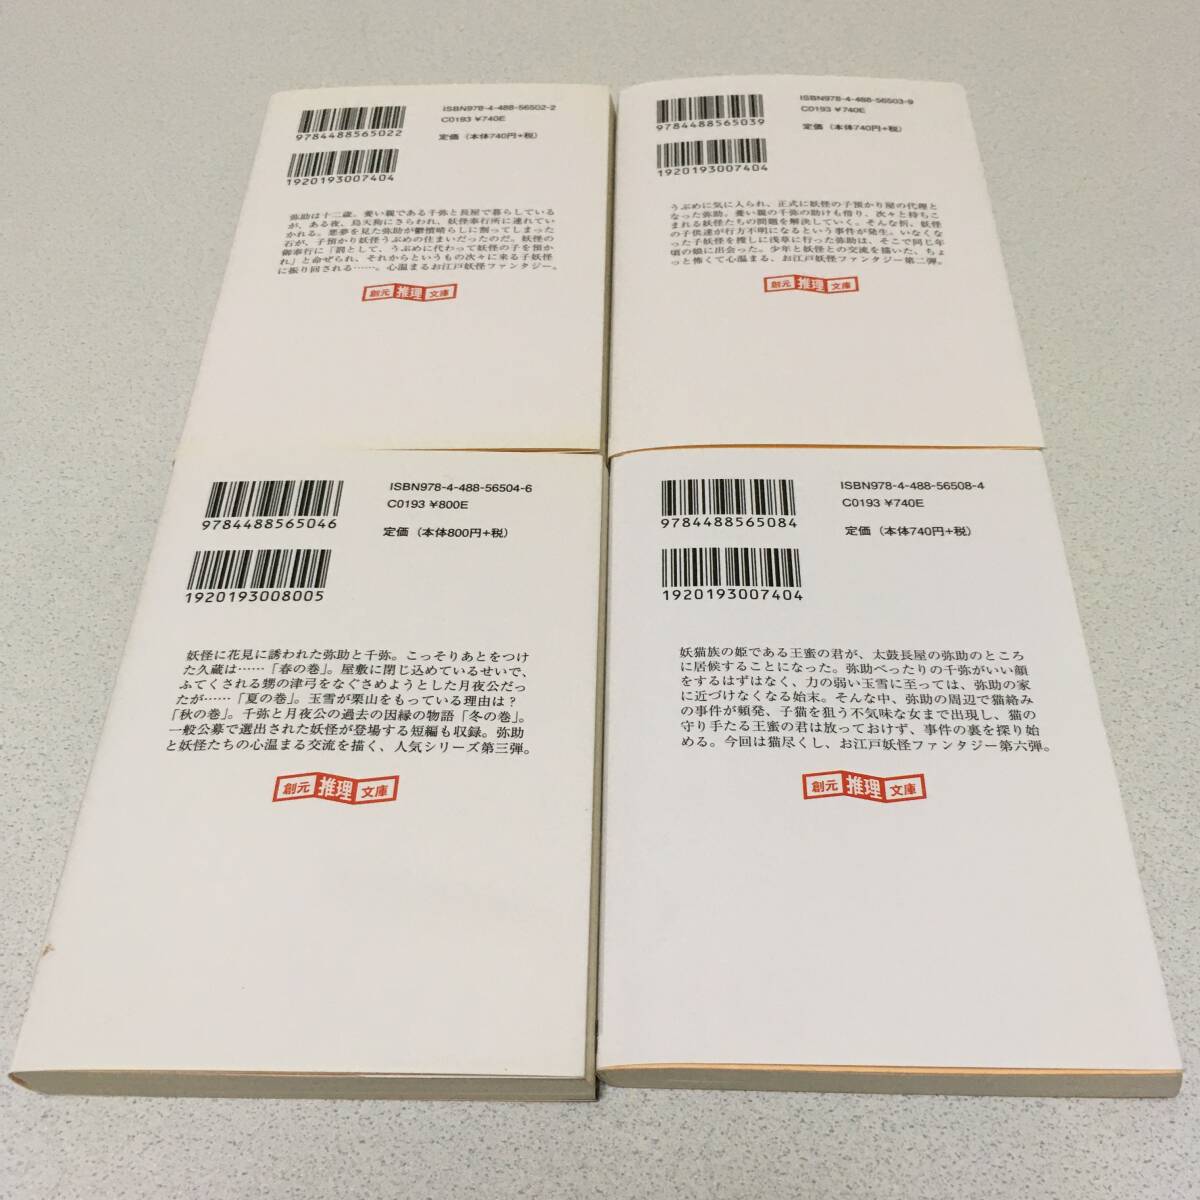 ISBN978-4-488-56502-2
C0193 ¥740E
定価（本体740円+税）
9784488565022
1920193007404
弥助は十二歳。養い親である千弥と長屋で暮らしている
が、ある夜、烏天狗にさらわれ、妖怪奉行所に連れてい
かれる。悪夢を見た弥助が鬱憤晴らしに割ってしまった
石が、子預かり妖怪うぶめの住まいだったのだ。妖怪の
御奉行に「罰として、うぶめに代わって妖怪の子を預か
れ」と命ぜられ、それからというもの次々に来る子妖怪
に振り回される……。心温まるお江戸妖怪ファンタジー。
創元 推理 文庫
ISBN978-4-488-56503-9
C0193 ¥740E
定価（本体740円+税）
9784488565039
1920193007404
うぶめに気に入られ、正式に妖怪の子預かり屋の代理と
なった弥助。養い親の千弥の助けも借り、次々と持ちこ
まれる妖怪たちの問題を解決していく。そんな折、妖怪
の子供達が行方不明になるという事件が発生。いなくな
った子妖怪を捜しに浅草に行った弥助は、そこで同じ年
頃の娘に出会った。少年と妖怪との交流を描いた、ちょ
っと怖くて心温まる、お江戸妖怪ファンタジー第二弾。
創元 推理 文庫
ISBN978-4-488-56504-6
C0193 ¥800E
定価（本体800円+税）
9784488565046
1920193008005
妖怪に花見に誘われた弥助と千弥。こっそりあとをつけ
た久蔵は……「春の巻」。屋敷に閉じ込めているせいで、
ふてくされる甥の津弓をなぐさめようとした月夜公だっ
たが……「夏の巻」。玉雪が栗山をもっている理由は？
「秋の巻」。千弥と月夜公の過去の因縁の物語「冬の巻」。
一般公募で選出された妖怪が登場する短編も収録。弥助
と妖怪たちの心温まる交流を描く、人気シリーズ第三弾。
創元 推理 文庫
ISBN978-4-488-56508-4
C0193 ¥740E
定価（本体740円+税）
9784488565084
1920193007404
妖猫族の姫である王蜜の君が、太鼓長屋の弥助のところ
に居候することになった。弥助べったりの千弥がいい顔
をするはずはなく、力の弱い玉雪に至っては、弥助の家
に近づけなくなる始末。そんな中、弥助の周辺で猫絡み
の事件が頻発、子猫を狙う不気味な女まで出現し、猫の
守り手たる王蜜の君は放っておけず、事件の裏を探り始
める。今回は猫尽くし、お江戸妖怪ファンタジー第六弾。
創元 推理 文庫